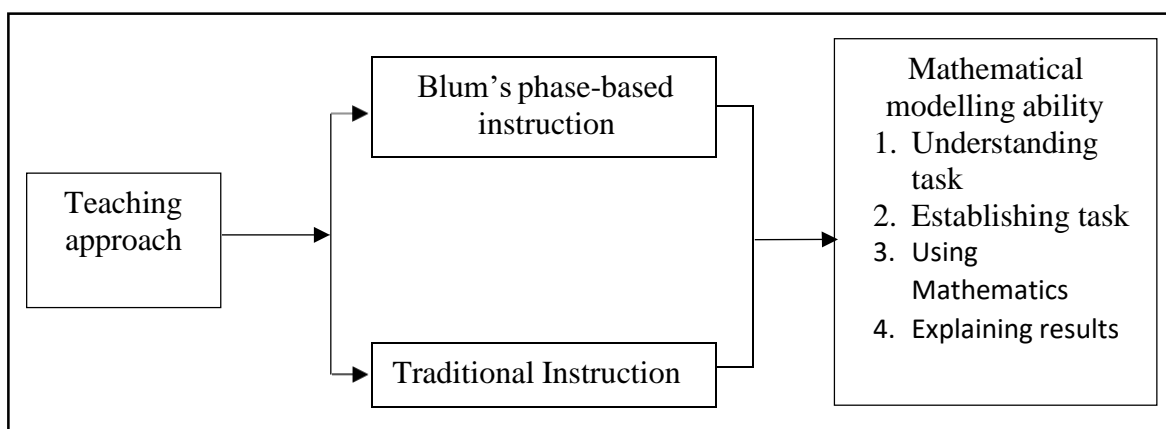 Teaching
approach
Blum's phase-based
instruction
Traditional Instruction
Mathematical
modelling ability
1. Understanding
task
2. Establishing task
3. Using
Mathematics
4. Explaining results